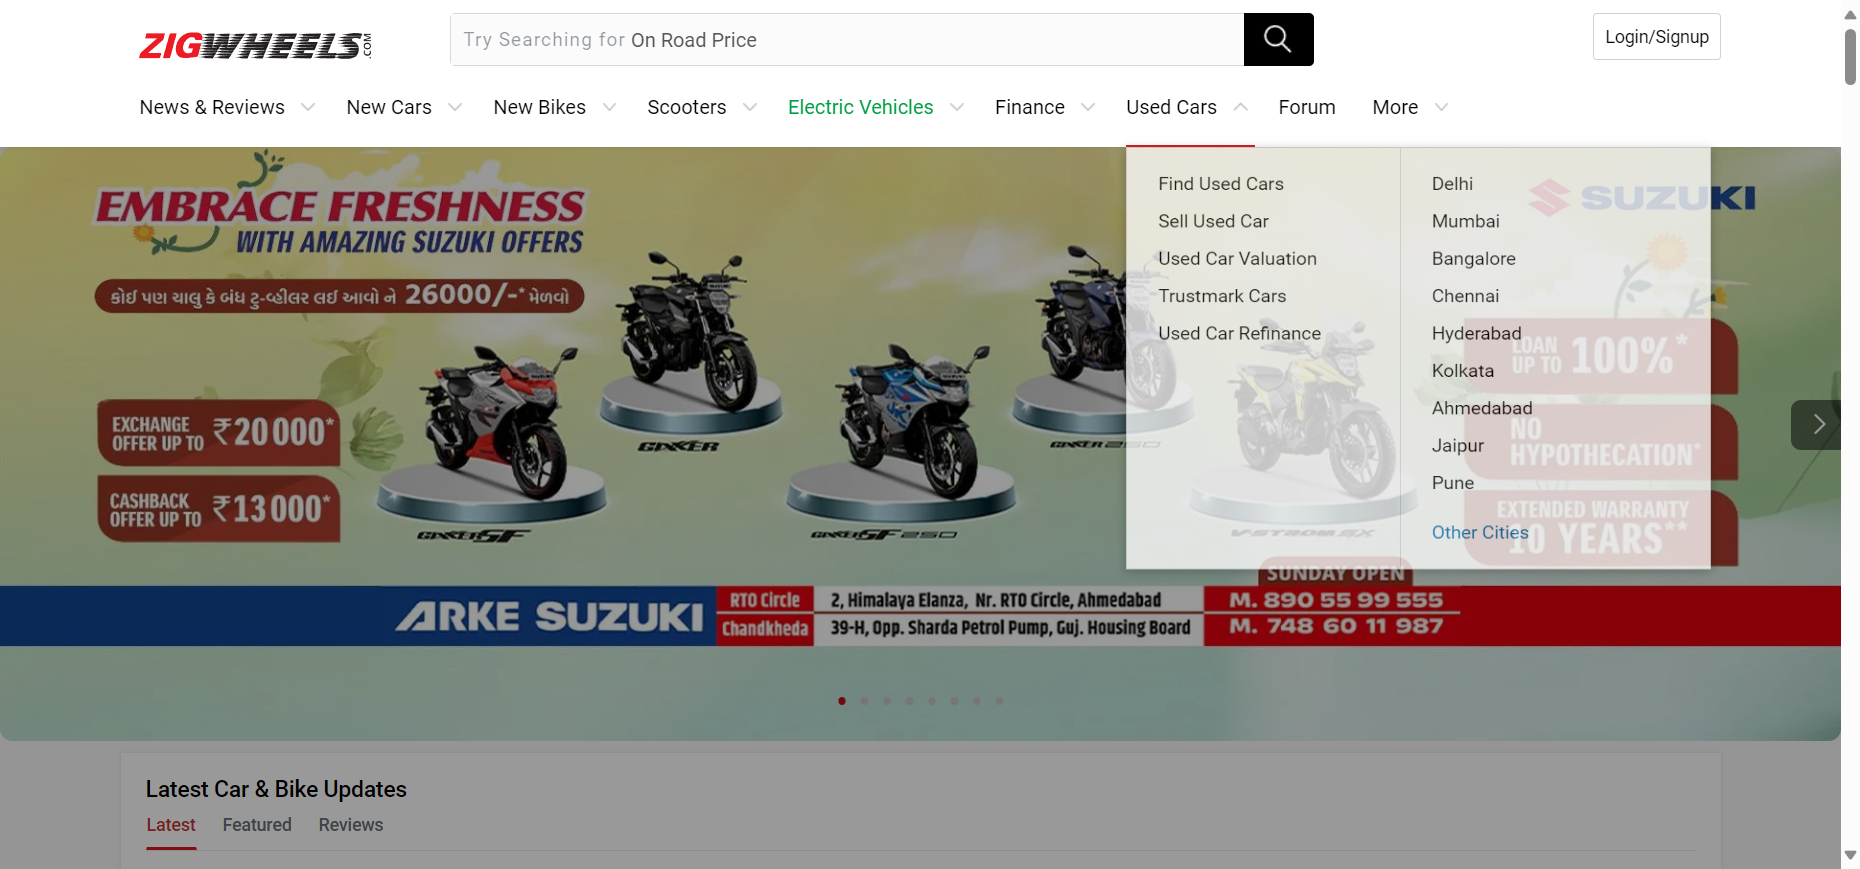 ZIGWHEELS.COM
Try Searching for On Road Price
Login/Signup
News & Reviews New Cars New Bikes Scooters Electric Vehicles Finance Used Cars Forum More
EMBRACE FRESHNESS
WITH AMAZING SUZUKI OFFERS
કોઈ પણ ચાલુ કે બંધ ટુ-વ્હીલર લઈ આવો ને 26000/-* મેળવો
EXCHANGE
OFFER UP TO ₹20000*
CASHBACK
OFFER UP TO ₹13000*
SUZUKI
GIXXER
GIXXER 250
GIXXER SF
GIXXER SF 250
V-STROM SX
Find Used Cars
Sell Used Car
Used Car Valuation
Trustmark Cars
Used Car Refinance
Delhi
Mumbai
Bangalore
Chennai
Hyderabad
Kolkata
Ahmedabad
Jaipur
Pune
Other Cities
SUZUKI
LOAN
UP TO 100%*
NO
HYPOTHECATION*
EXTENDED WARRANTY
10 YEARS**
SUNDAY OPEN
ARKE SUZUKI
RTO Circle 2, Himalaya Elanza, Nr. RTO Circle, Ahmedabad M. 890 55 99 555
Chandkheda 39-H, Opp. Sharda Petrol Pump, Guj. Housing Board M. 748 60 11 987
Latest Car & Bike Updates
Latest Featured Reviews